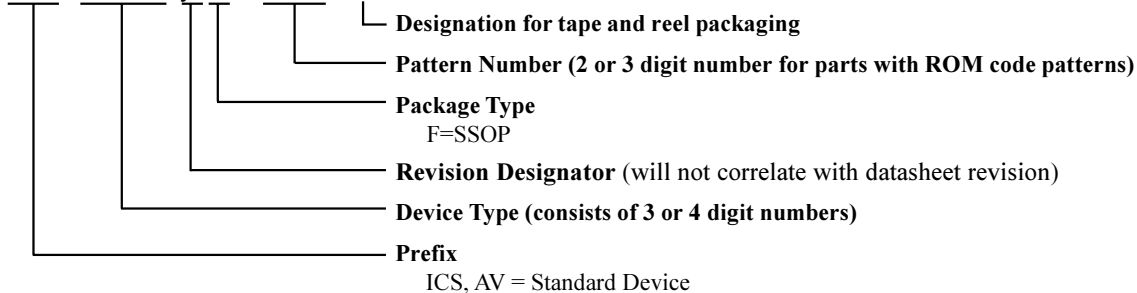 Designation for tape and reel packaging
Pattern Number (2 or 3 digit number for parts with ROM code patterns)
Package Type
F=SSOP
Revision Designator (will not correlate with datasheet revision)
Device Type (consists of 3 or 4 digit numbers)
Prefix
ICS, AV = Standard Device